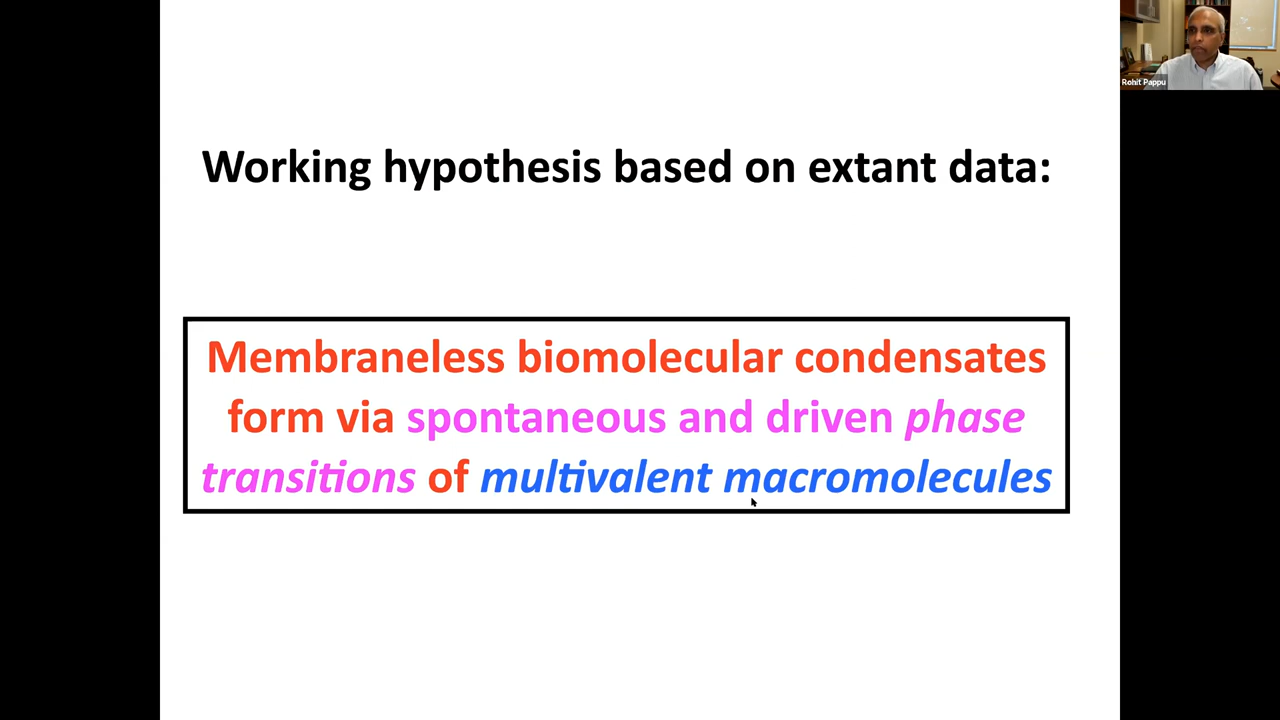 Rohit Pappu
Working hypothesis based on extant data:
Membraneless biomolecular condensates
form via spontaneous and driven phase
transitions of multivalent macromolecules